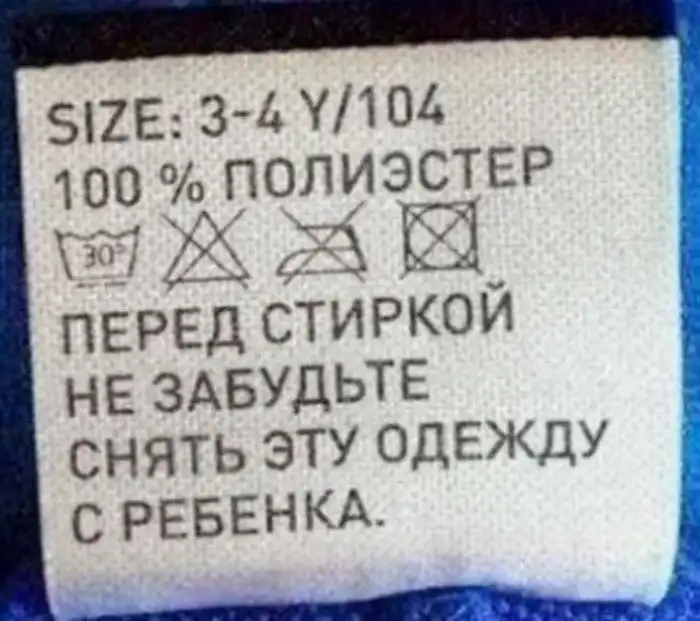 SIZE: 3-4 Y/104
100 % ПОЛИЭСТЕР
30°
ПЕРЕД СТИРКОЙ
НЕ ЗАБУДЬТЕ
СНЯТЬ ЭТУ ОДЕЖДУ
С РЕБЕНКА.